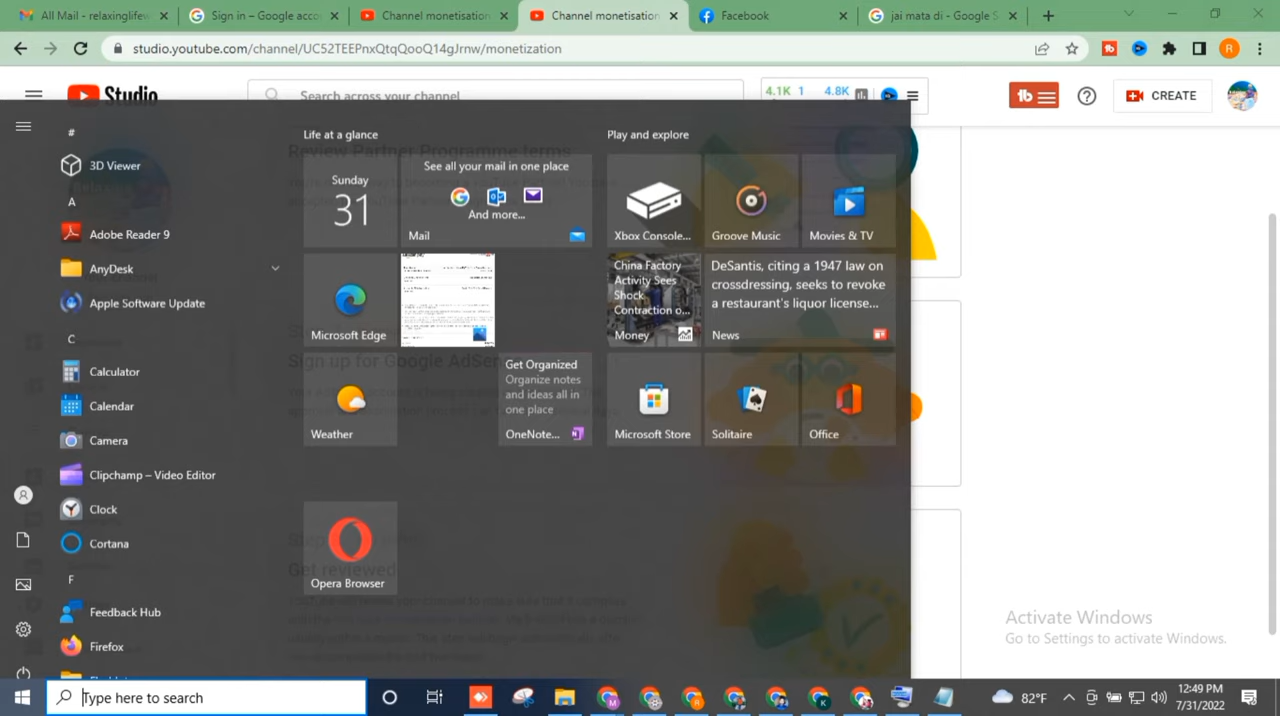 All Mail - relaxinglifew
Sign in – Google acco
Channel monetisation
Channel monetisation
Facebook
jai mata di - Google S
studio.youtube.com/channel/UC52TEEPnxQtqQooQ14gJrnw/monetization
Studio
Search across your channel
4.1K 1 4.8K
tb
CREATE
#
3D Viewer
A
Adobe Reader 9
AnyDesk
Apple Software Update
C
Calculator
Calendar
Camera
Clipchamp – Video Editor
Clock
Cortana
F
Feedback Hub
Firefox
Life at a glance
Review Partner Programme terms
Sunday
31
See all your mail in one place
And more...
Mail
Microsoft Edge
Sign up for Google AdSen
Weather
Get Organized
Organize notes
and ideas all in
one place
OneNote...
Opera Browser
Get reviewed
Play and explore
Xbox Console...
Groove Music
Movies & TV
China Factory
Activity Sees
Shock
Contraction o...
Money
DeSantis, citing a 1947 law on
crossdressing, seeks to revoke
a restaurant's liquor license...
News
Microsoft Store
Solitaire
Office
Activate Windows
Go to Settings to activate Windows.
Type here to search
82°F
12:49 PM
7/31/2022